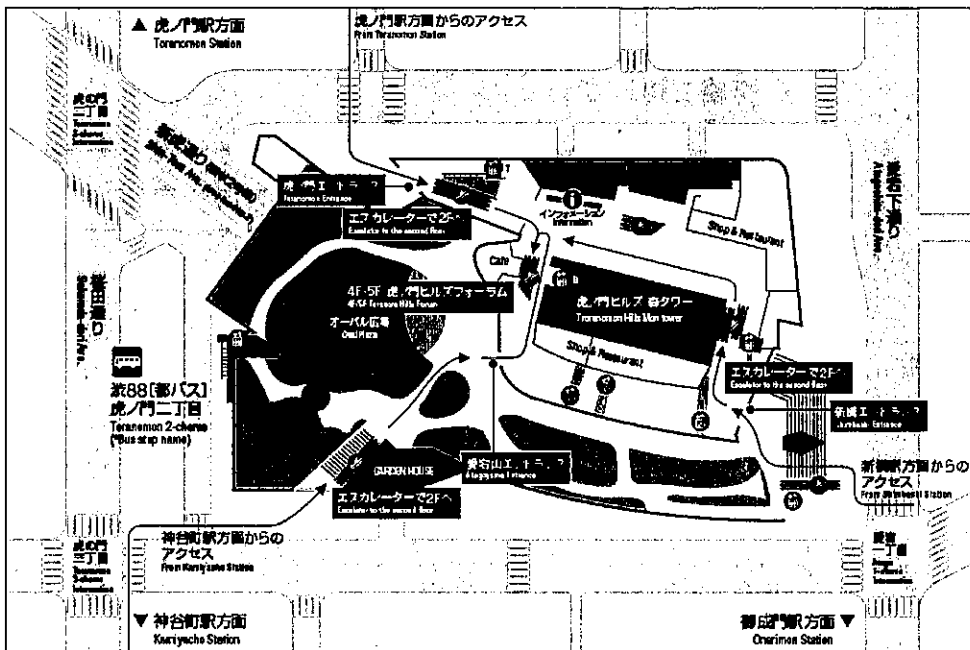 ▲ 虎ノ門駅方面
Toranomon Station
虎ノ門駅方面からのアクセス
From Toranomon Station
虎の門
二丁目
新虎通り
虎ノ門エントランス
Toranomon Entrance
エスカレーターで2Fへ
Escalator to the second floor
インフォメーション
Information
Shop & Restaurant
愛宕下通り
Atagoshita-dori Ave.
Cafe
4F・5F 虎ノ門ヒルズフォーラム
4F/5F Toranomon Hills Forum
オーバル広場
Oval Plaza
虎ノ門ヒルズ 森タワー
Toranomon Hills Mori tower
Shop & Restaurant
桜田通り
Sakurada-dori Ave.
渋88[都バス]
虎ノ門二丁目
Toranomon 2-chome
(*Bus stop name)
エスカレーターで2Fへ
Escalator to the second floor
新橋エントランス
Shimbashi Entrance
愛宕山エントランス
Atagoyama Entrance
GARDEN HOUSE
エスカレーターで2Fへ
Escalator to the second floor
新橋駅方面からの
アクセス
From Shimbashi Station
神谷町駅方面からの
アクセス
From Kamiyacho Station
虎の門
三丁目
愛宕
一丁目
▼ 神谷町駅方面
Kamiyacho Station
御成門駅方面 ▼
Onarimon Station